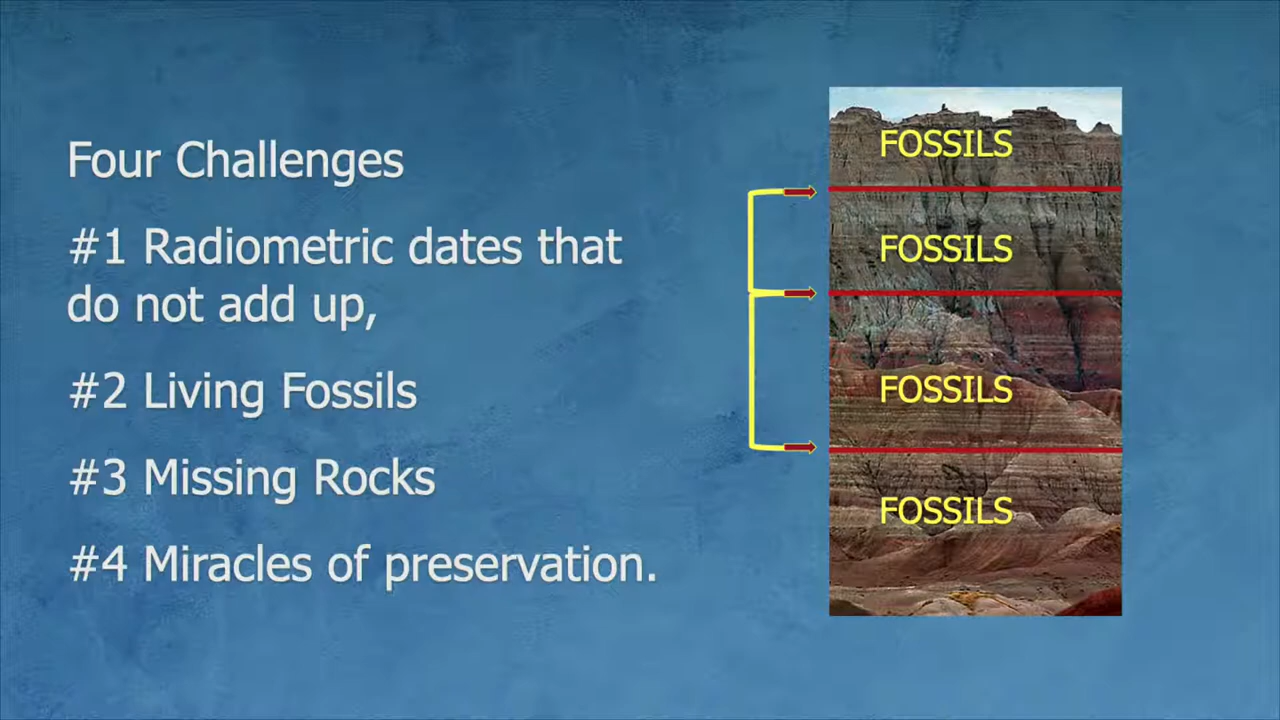 Four Challenges
#1 Radiometric dates that
do not add up,
#2 Living Fossils
#3 Missing Rocks
#4 Miracles of preservation.
FOSSILS
FOSSILS
FOSSILS
FOSSILS